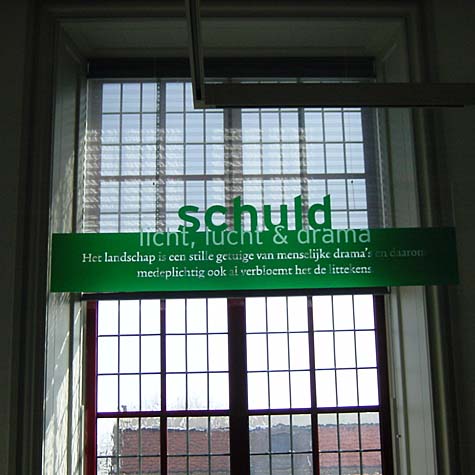 schuld
licht, lucht & drama
Het landschap is een stille getuige van menselijke drama's en daarom
medeplichtig ook al verbloemt het de littekens